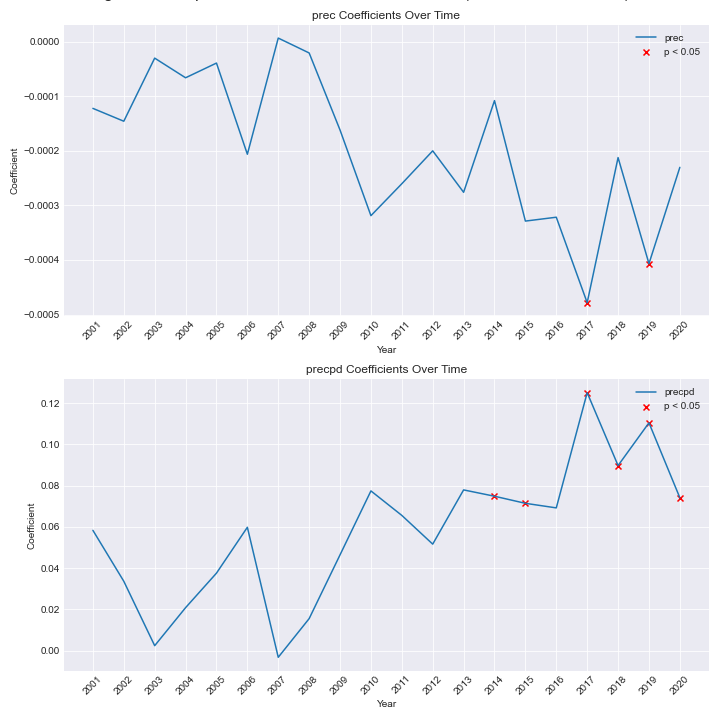 prec Coefficients Over Time
0.0000
−0.0001
−0.0002
−0.0003
−0.0004
−0.0005
Coefficient
prec
p < 0.05
2001 2002 2003 2004 2005 2006 2007 2008 2009 2010 2011 2012 2013 2014 2015 2016 2017 2018 2019 2020
Year
precpd Coefficients Over Time
0.12
0.10
0.08
0.06
0.04
0.02
0.00
Coefficient
precpd
p < 0.05
2001 2002 2003 2004 2005 2006 2007 2008 2009 2010 2011 2012 2013 2014 2015 2016 2017 2018 2019 2020
Year